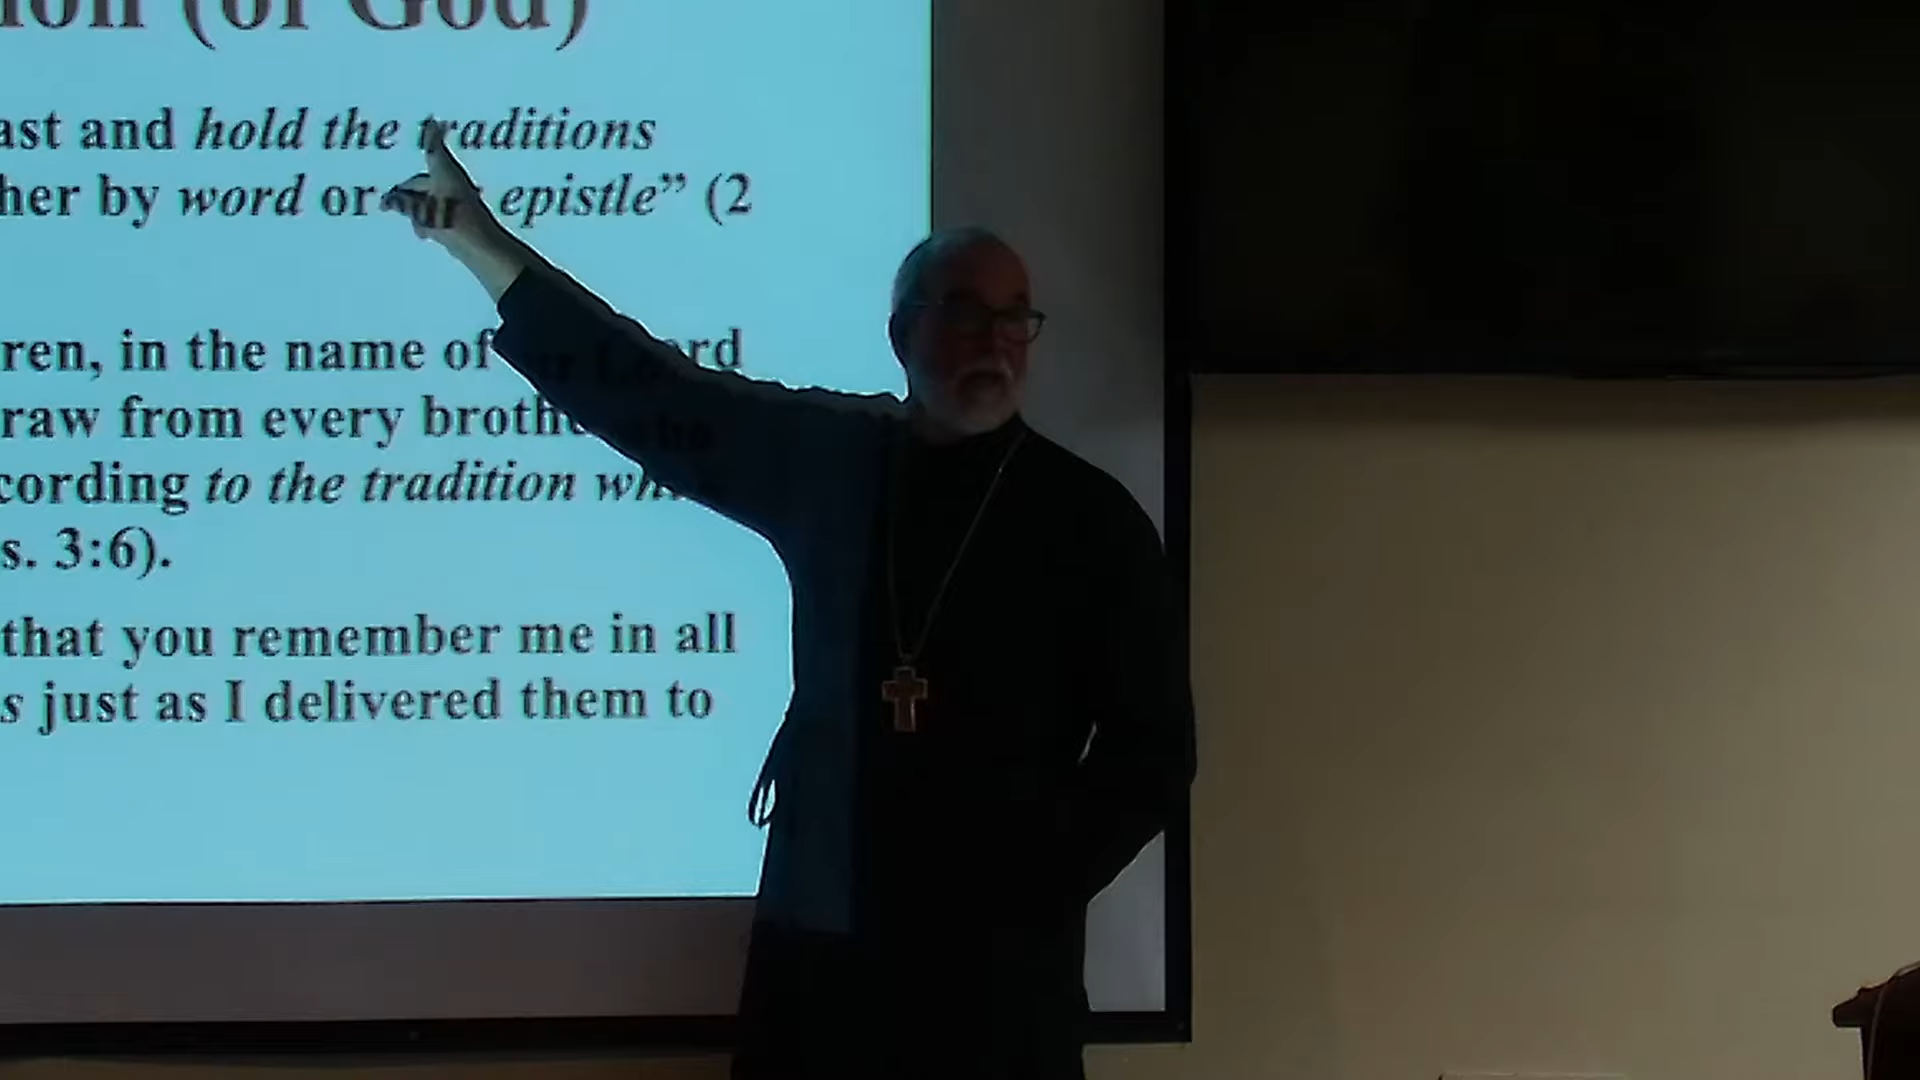 ion (of God)
ast and hold the traditions
her by word or our epistle” (2
ren, in the name of our Lord
raw from every brother who
cording to the tradition whi
s. 3:6).
that you remember me in all
s just as I delivered them to